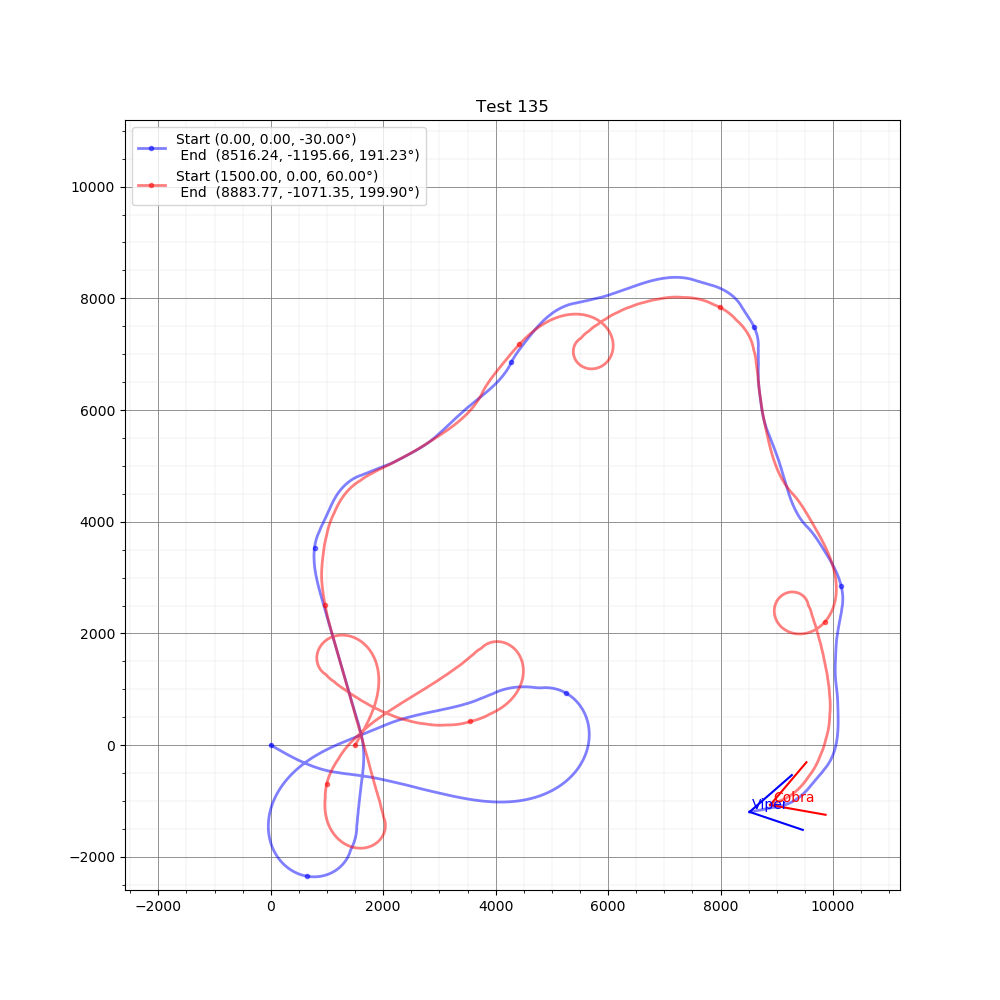 Test 135
Start (0.00, 0.00, -30.00°)
End  (8516.24, -1195.66, 191.23°)
Start (1500.00, 0.00, 60.00°)
End  (8883.77, -1071.35, 199.90°)
10000
8000
6000
4000
2000
0
−2000
Cobra
Viper
−2000
0
2000
4000
6000
8000
10000